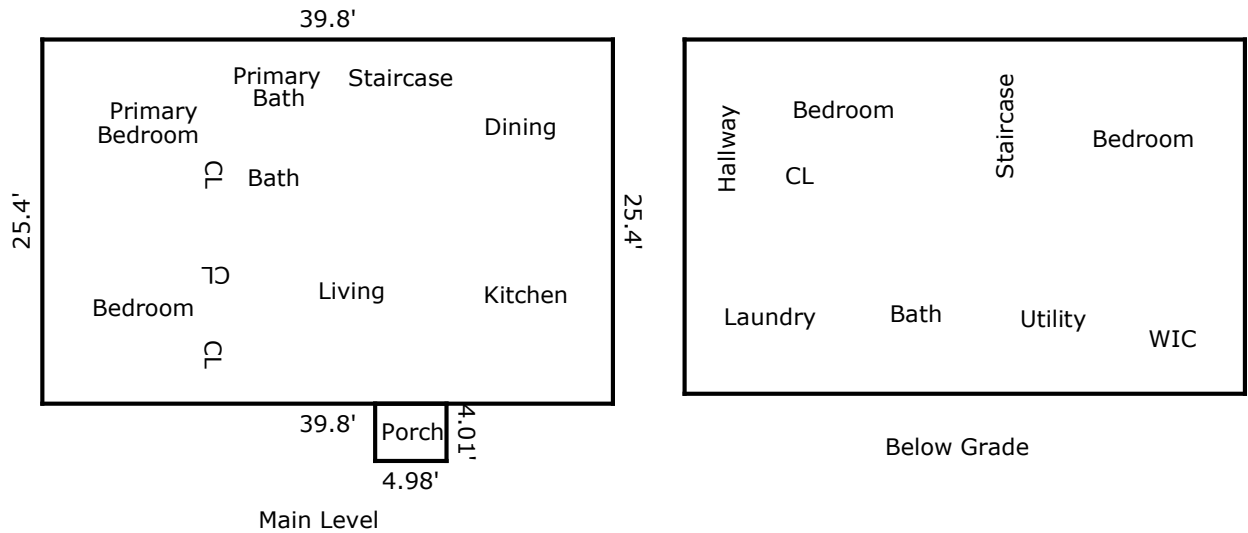 39.8'
Primary
Bath
Staircase
Primary
Bedroom
Dining
CL
Bath
25.4'
25.4'
CL
Living
Kitchen
Bedroom
CL
39.8'
Porch
4.01'
4.98'
Main Level
Hallway
Bedroom
Staircase
Bedroom
CL
Laundry
Bath
Utility
WIC
Below Grade